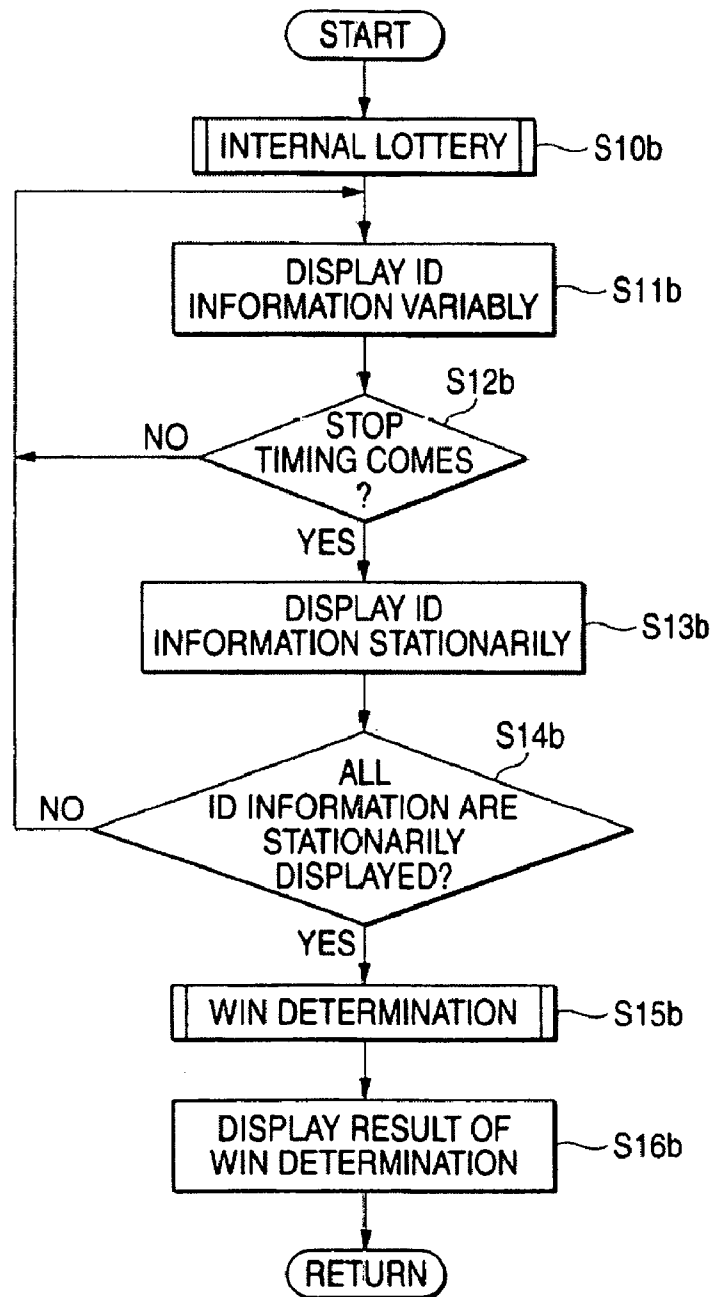 START
INTERNAL LOTTERY
S10b
DISPLAY ID
INFORMATION VARIABLY
S11b
S12b
STOP
TIMING COMES
?
NO
YES
DISPLAY ID
INFORMATION STATIONARILY
S13b
S14b
ALL
ID INFORMATION ARE
STATIONARILY
DISPLAYED?
NO
YES
WIN DETERMINATION
S15b
DISPLAY RESULT OF
WIN DETERMINATION
S16b
RETURN